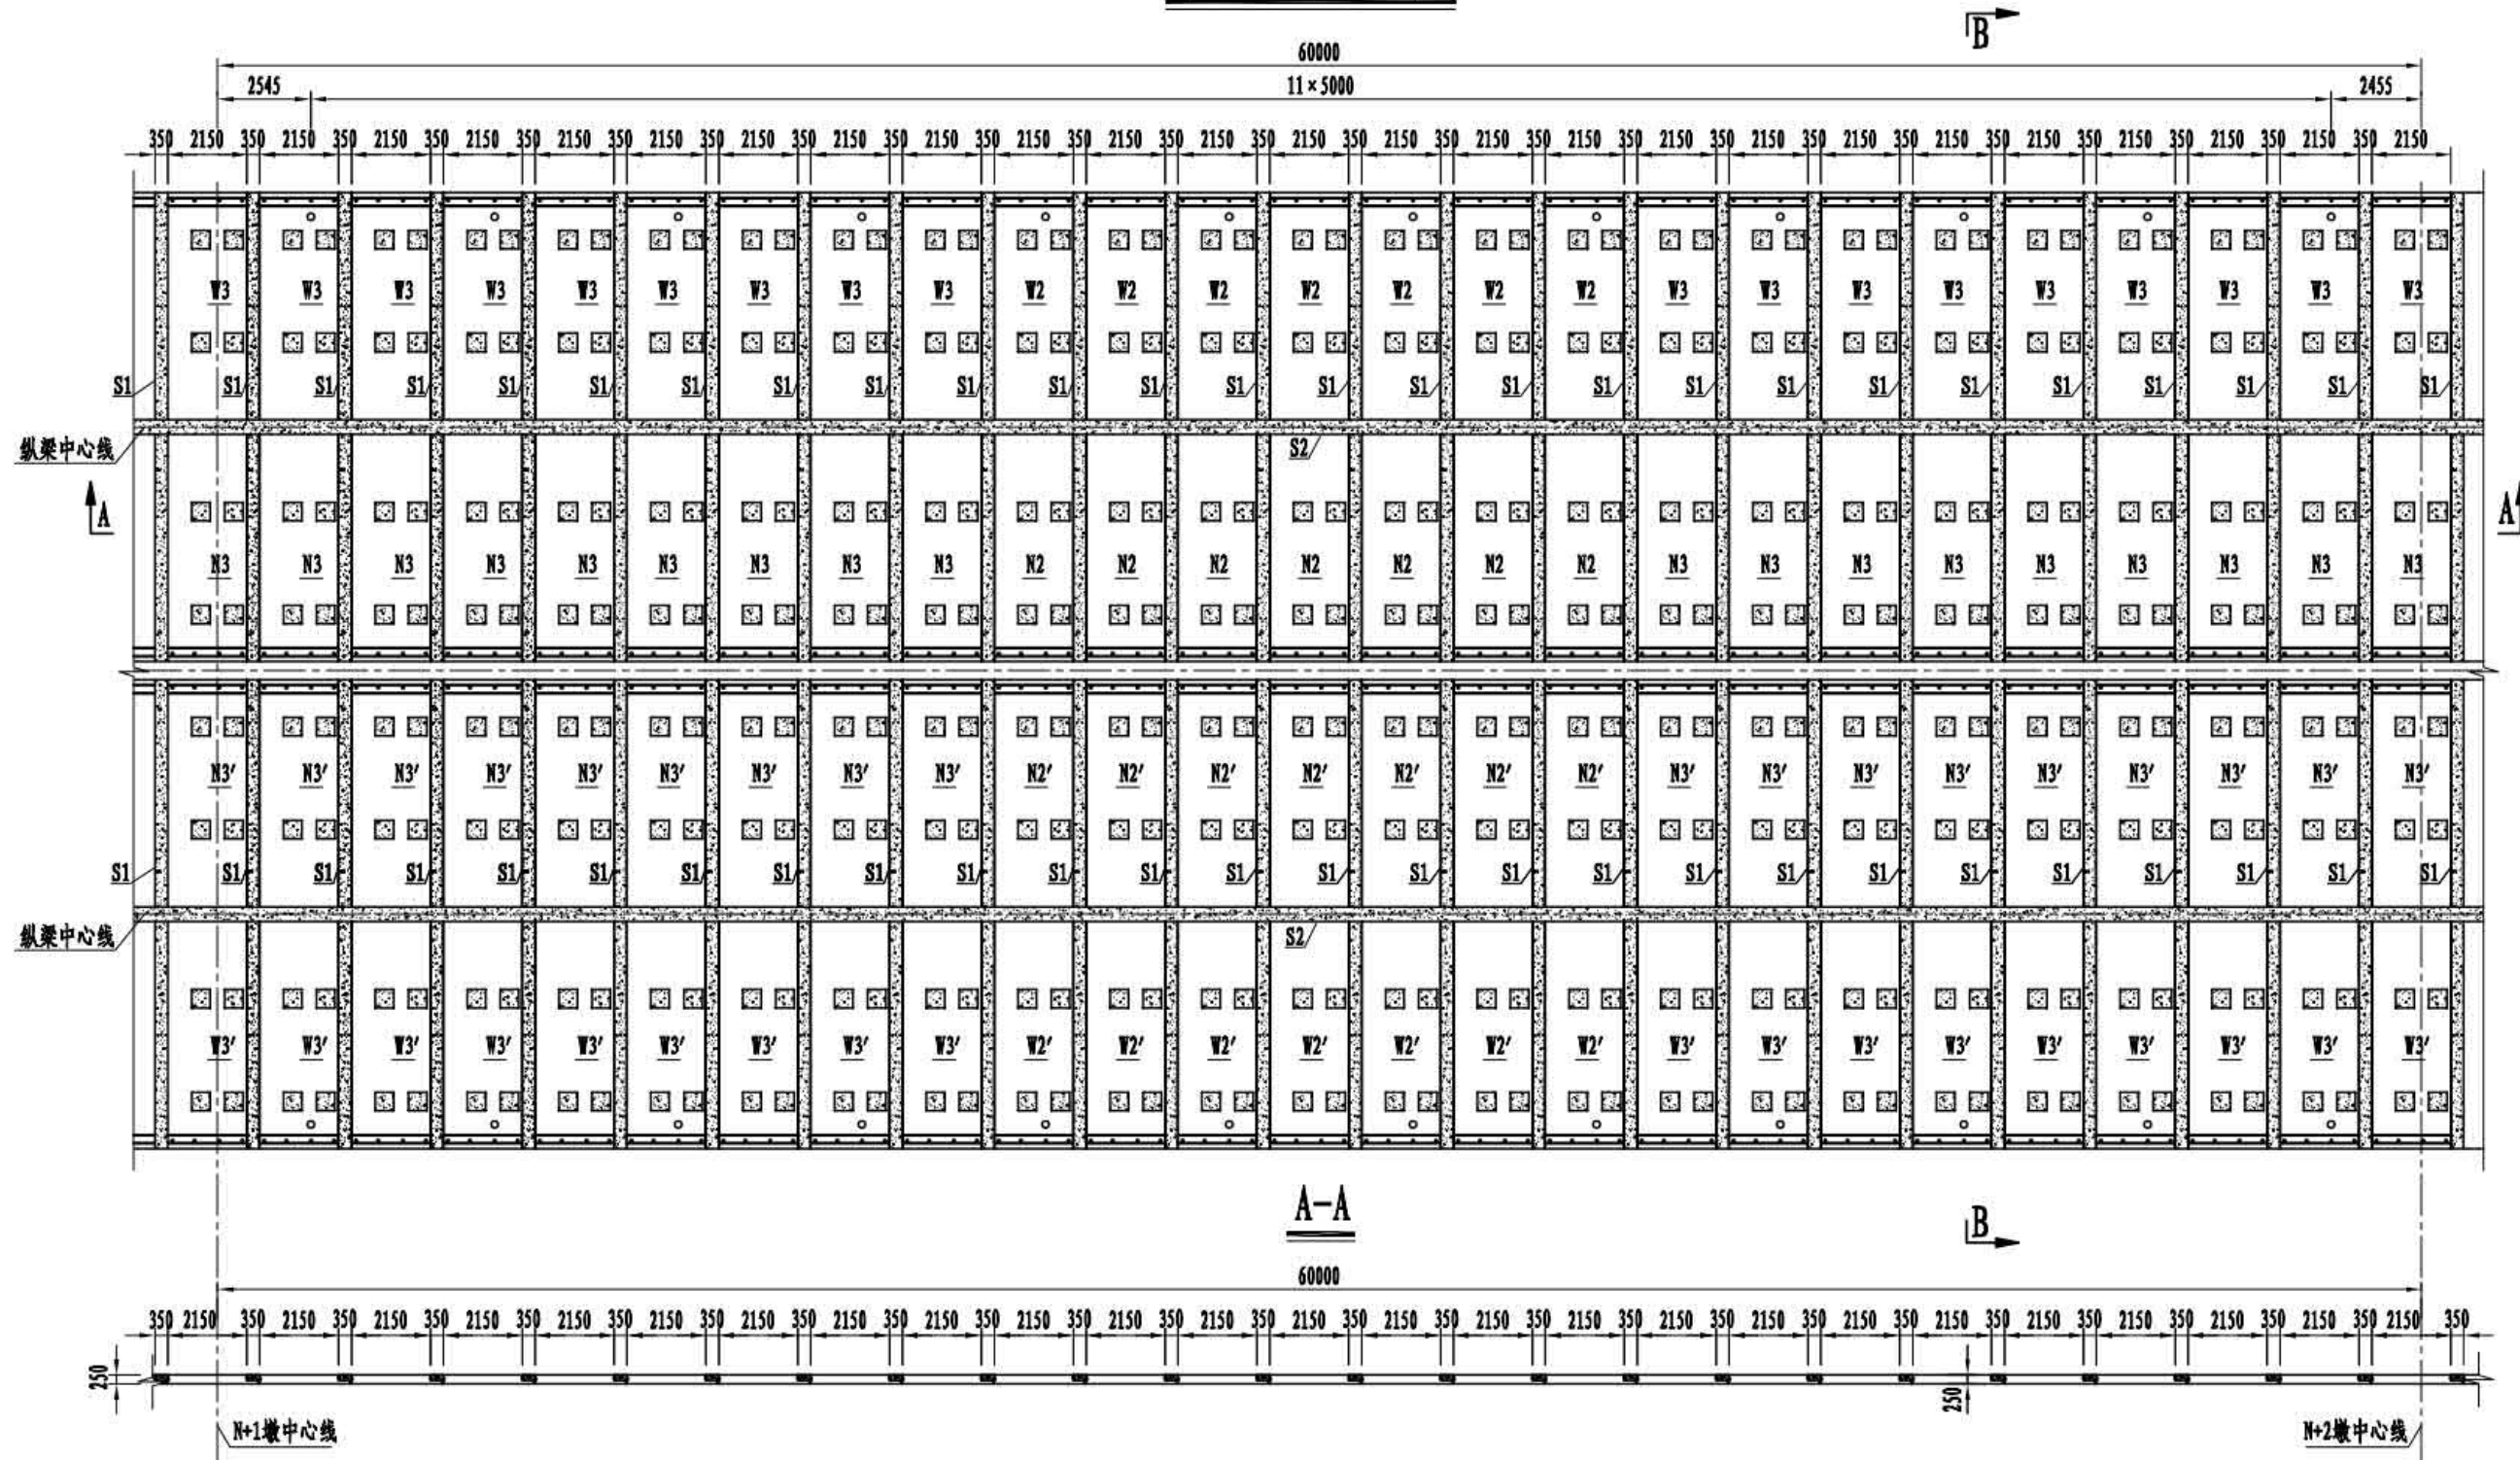 B
60000
2545 11×5000 2455
350 2150 350 2150 350 2150 350 2150 350 2150 350 2150 350 2150 350 2150 350 2150 350 2150 350 2150 350 2150 350 2150 350 2150 350 2150 350 2150 350 2150 350 2150 350 2150 350 2150 350 2150 350 2150 350 2150 350 2150 350 2150
W3 W3 W3 W3 W3 W3 W3 W3 W3 W2 W2 W2 W2 W2 W2 W2 W3 W3 W3 W3 W3 W3 W3 W3 W3
S1 S1 S1 S1 S1 S1 S1 S1 S1 S1 S1 S1 S1 S1 S1 S1 S1 S1 S1 S1 S1 S1 S1 S1 S1 S1
纵梁中心线 S2
A A
N3 N3 N3 N3 N3 N3 N3 N3 N3 N2 N2 N2 N2 N2 N2 N2 N3 N3 N3 N3 N3 N3 N3 N3 N3
N3′ N3′ N3′ N3′ N3′ N3′ N3′ N3′ N3′ N2′ N2′ N2′ N2′ N2′ N2′ N2′ N3′ N3′ N3′ N3′ N3′ N3′ N3′ N3′ N3′
S1 S1 S1 S1 S1 S1 S1 S1 S1 S1 S1 S1 S1 S1 S1 S1 S1 S1 S1 S1 S1 S1 S1 S1 S1 S1
纵梁中心线 S2
W3′ W3′ W3′ W3′ W3′ W3′ W3′ W3′ W3′ W2′ W2′ W2′ W2′ W2′ W2′ W2′ W3′ W3′ W3′ W3′ W3′ W3′ W3′ W3′ W3′
A-A
B
60000
350 2150 350 2150 350 2150 350 2150 350 2150 350 2150 350 2150 350 2150 350 2150 350 2150 350 2150 350 2150 350 2150 350 2150 350 2150 350 2150 350 2150 350 2150 350 2150 350 2150 350 2150 350 2150 350 2150 350 2150 350 2150 350
250 250
N+1墩中心线 N+2墩中心线